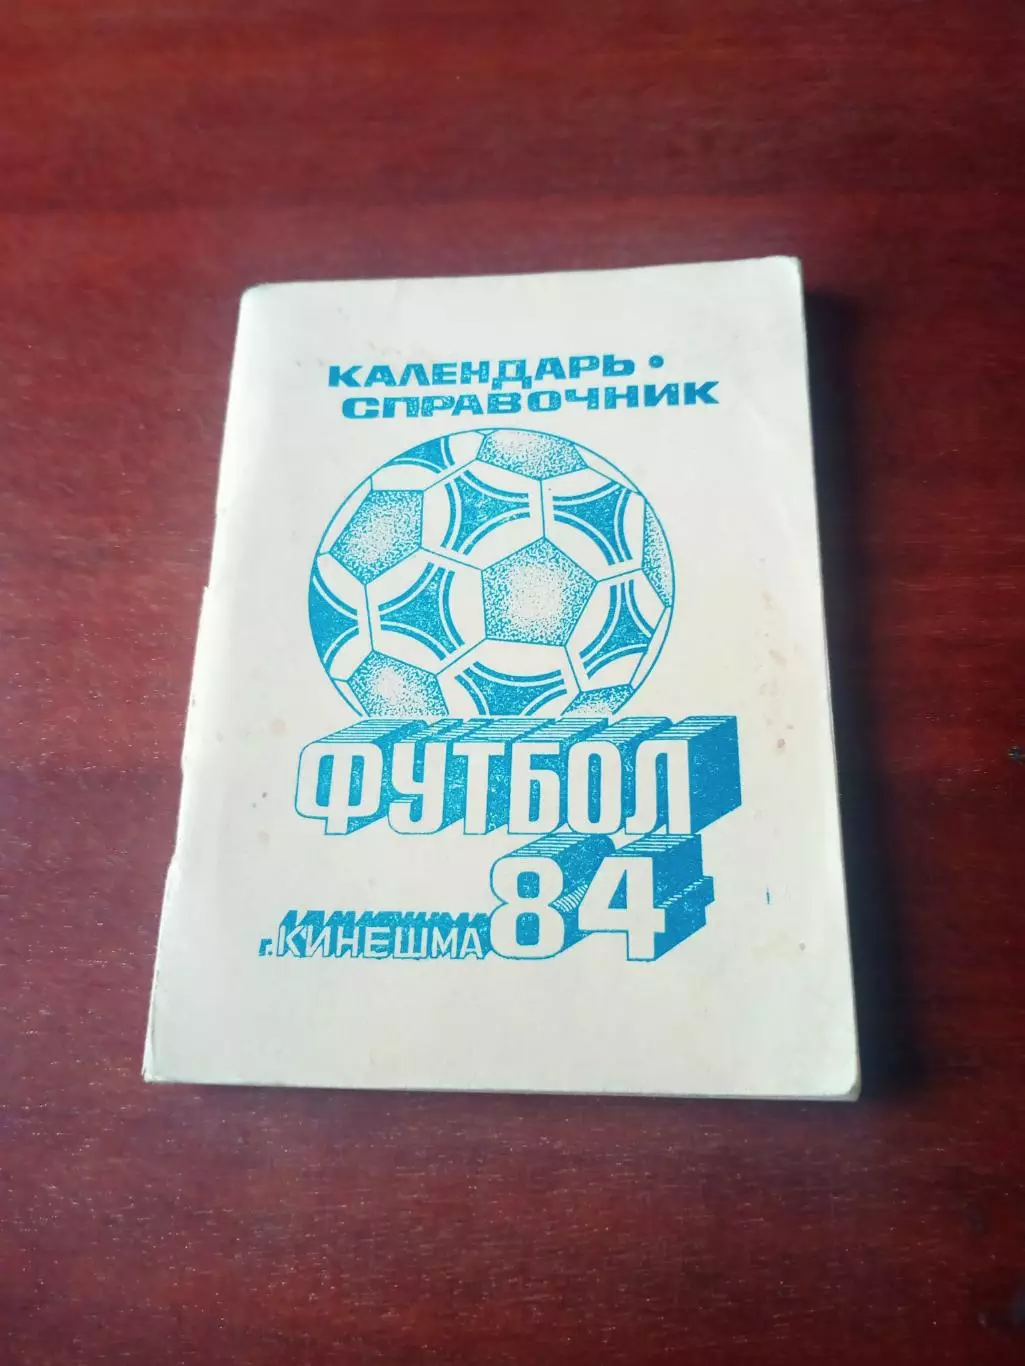 КАЛЕНДАРЬ •
СПРАВОЧНИК
ФУТБОЛ
84
г. КИНЕШМА